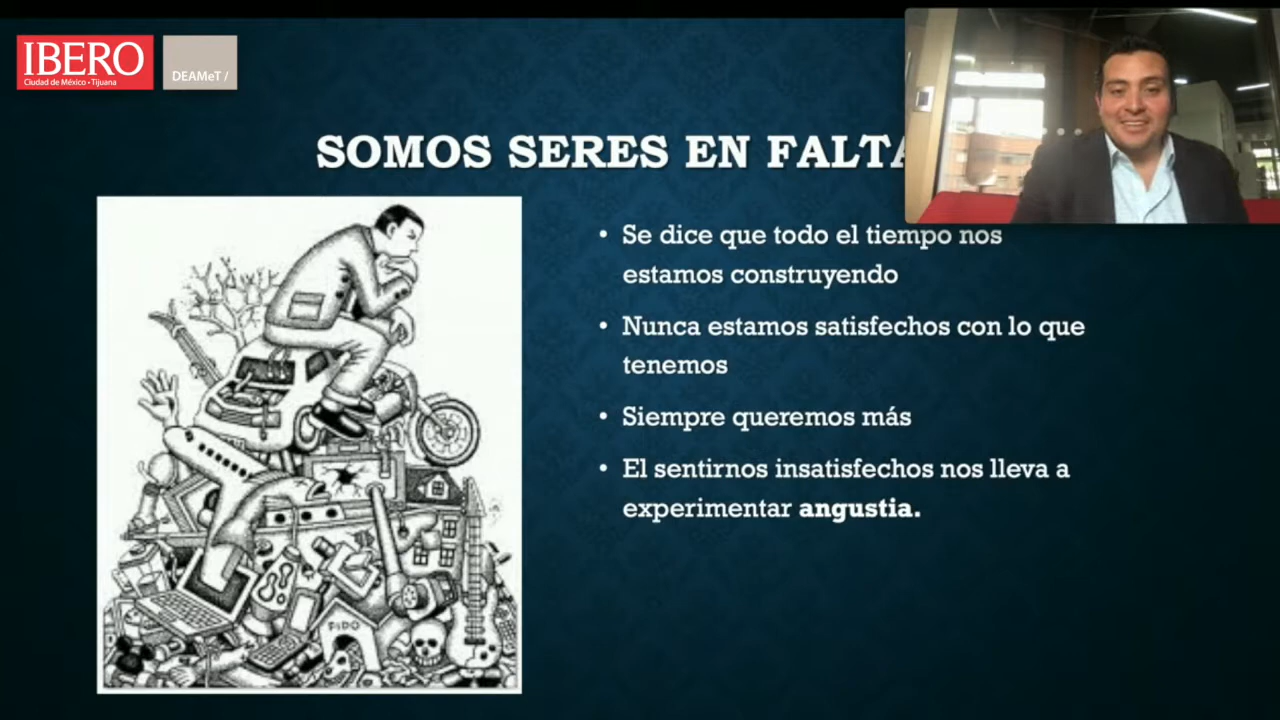 IBERO
Ciudad de México • Tijuana
DEAMeT /
SOMOS SERES EN FALTA
• Se dice que todo el tiempo nos
estamos construyendo
• Nunca estamos satisfechos con lo que
tenemos
• Siempre queremos más
• El sentirnos insatisfechos nos lleva a
experimentar angustia.
FIDO